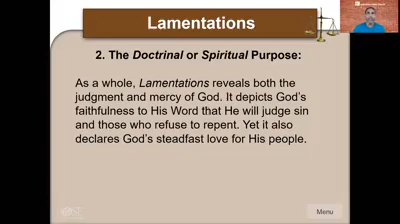 Lamentations
2. The Doctrinal or Spiritual Purpose:
As a whole, Lamentations reveals both the
judgment and mercy of God. It depicts God's
faithfulness to His Word that He will judge sin
and those who refuse to repent. Yet it also
declares God's steadfast love for His people.
Menu